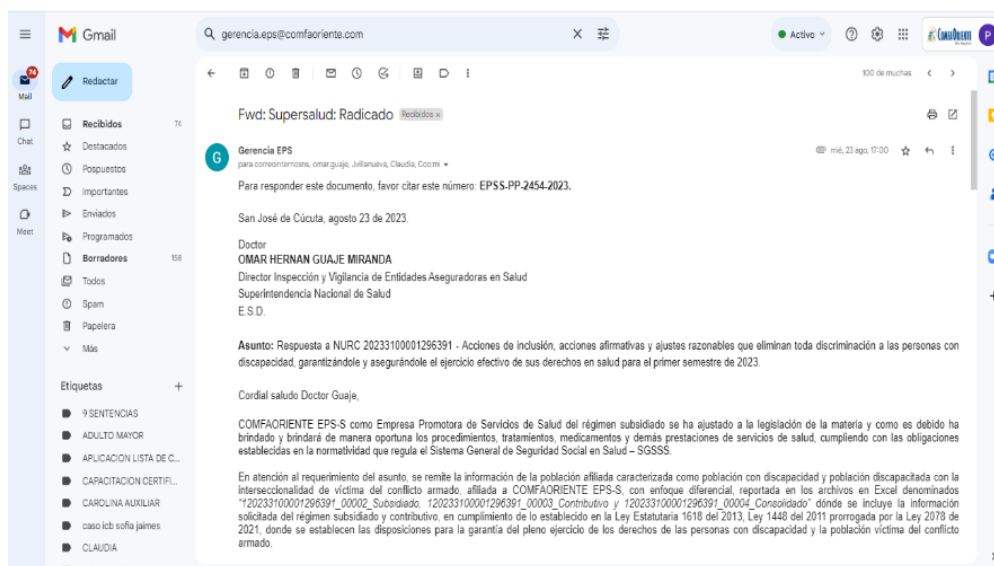 Gmail
gerencia.eps@comfaoriente.com
Activo
COMFAORIENTE
P
74
Mail
Chat
Spaces
Meet
Redactar
Recibidos 74
Destacados
Pospuestos
Importantes
Enviados
Programados
Borradores 158
Todos
Spam
Papelera
Más
Etiquetas +
9 SENTENCIAS
ADULTO MAYOR
APLICACION LISTA DE C...
CAPACITACION CERTIFI...
CAROLINA AUXILIAR
caso icb sofia jaimes
CLAUDIA
100 de muchas
Fwd: Supersalud: Radicado Recibidos x
G
Gerencia EPS
mié, 23 ago, 17:00
para correointernosns, omar.guaje, Jvillanueva, Claudia, Cco:mi
Para responder este documento, favor citar este número: EPSS-PP-2454-2023.
San José de Cúcuta, agosto 23 de 2023.
Doctor
OMAR HERNAN GUAJE MIRANDA
Director Inspección y Vigilancia de Entidades Aseguradoras en Salud
Superintendencia Nacional de Salud
E.S.D.
Asunto: Respuesta a NURC 20233100001296391 - Acciones de inclusión, acciones afirmativas y ajustes razonables que eliminan toda discriminación a las personas con
discapacidad, garantizándole y asegurándole el ejercicio efectivo de sus derechos en salud para el primer semestre de 2023.
Cordial saludo Doctor Guaje,
COMFAORIENTE EPS-S como Empresa Promotora de Servicios de Salud del régimen subsidiado se ha ajustado a la legislación de la materia y como es debido ha
brindado y brindará de manera oportuna los procedimientos, tratamientos, medicamentos y demás prestaciones de servicios de salud, cumpliendo con las obligaciones
establecidas en la normatividad que regula el Sistema General de Seguridad Social en Salud – SGSSS.
En atención al requerimiento del asunto, se remite la información de la población afiliada caracterizada como población con discapacidad y población discapacitada con la
interseccionalidad de víctima del conflicto armado, afiliada a COMFAORIENTE EPS-S, con enfoque diferencial, reportada en los archivos en Excel denominados
"120233100001296391_00002_Subsidiado, 120233100001296391_00003_Contributivo y 120233100001296391_00004_Consolidado" dónde se incluye la información
solicitada del régimen subsidiado y contributivo, en cumplimiento de lo establecido en la Ley Estatutaria 1618 del 2013, Ley 1448 del 2011 prorrogada por la Ley 2078 de
2021, donde se establecen las disposiciones para la garantía del pleno ejercicio de los derechos de las personas con discapacidad y la población víctima del conflicto
armado.